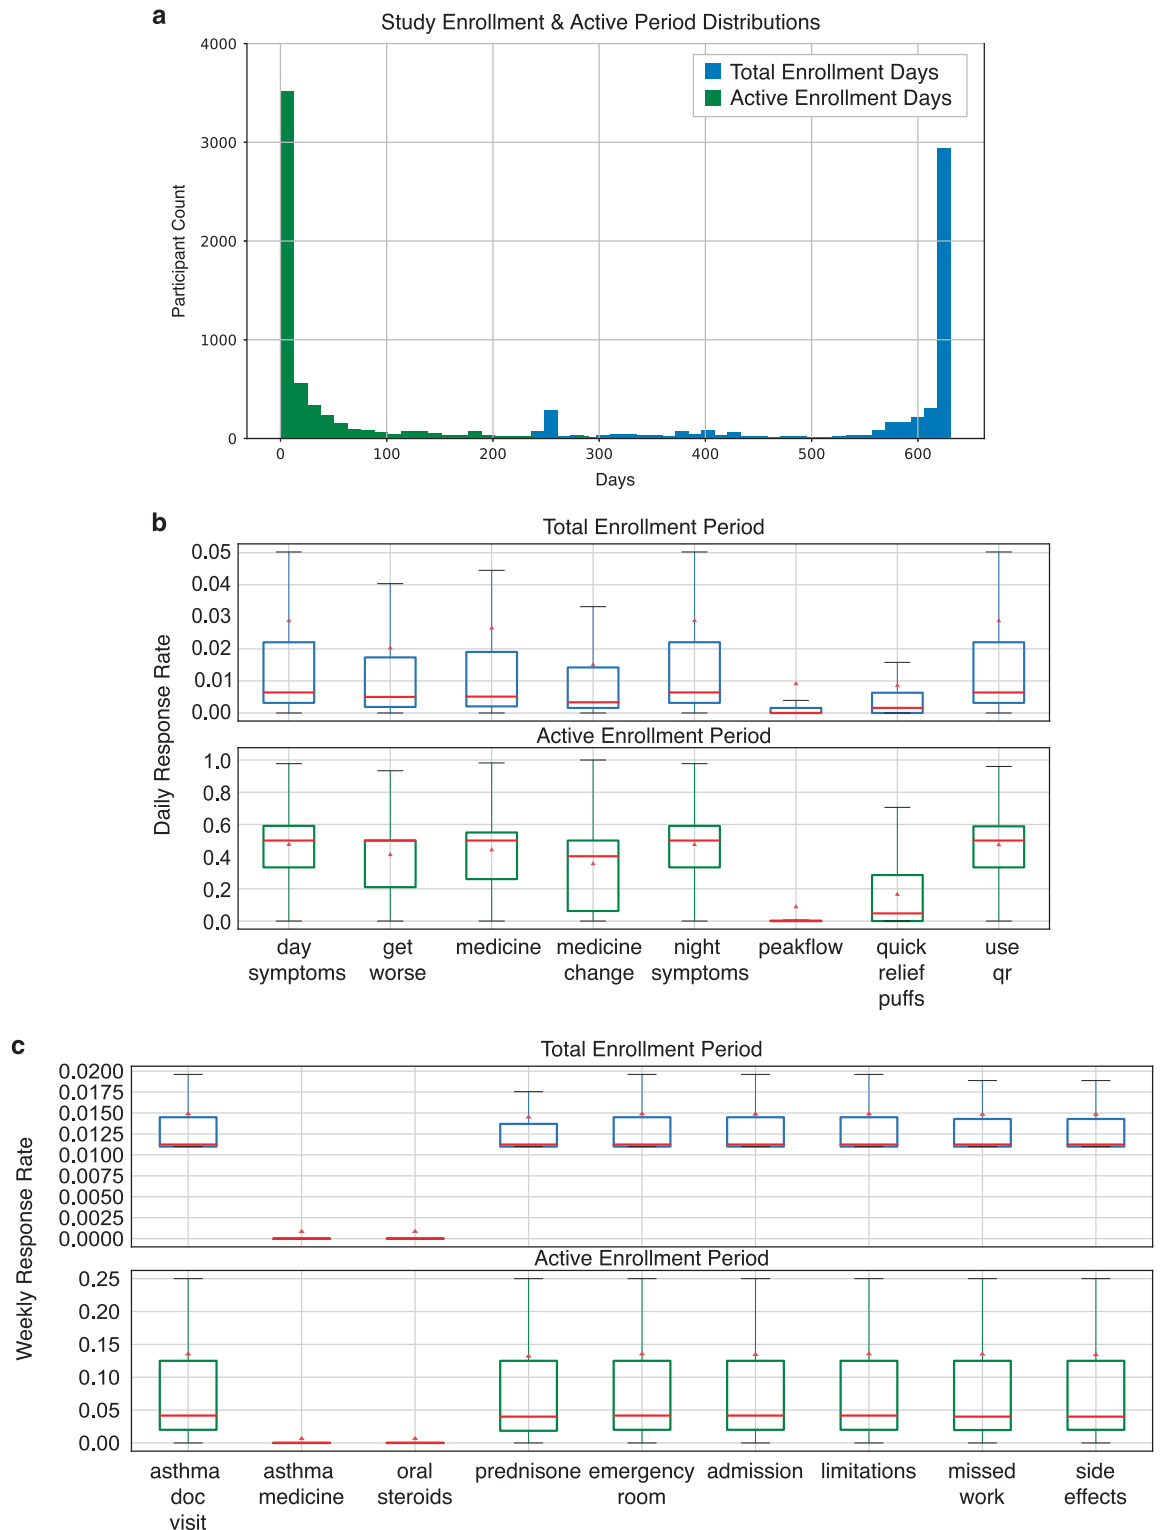 a
Study Enrollment & Active Period Distributions
4000
3000
2000
1000
0
Participant Count
Total Enrollment Days
Active Enrollment Days
0 100 200 300 400 500 600
Days
b
Total Enrollment Period
0.05
0.04
0.03
0.02
0.01
0.00
Daily Response Rate
Active Enrollment Period
1.0
0.8
0.6
0.4
0.2
0.0
day get medicine medicine night peakflow quick use
symptoms worse change symptoms relief qr
puffs
c
Total Enrollment Period
0.0200
0.0175
0.0150
0.0125
0.0100
0.0075
0.0050
0.0025
0.0000
Weekly Response Rate
Active Enrollment Period
0.25
0.20
0.15
0.10
0.05
0.00
asthma asthma oral prednisone emergency admission limitations missed side
doc medicine steroids room work effects
visit